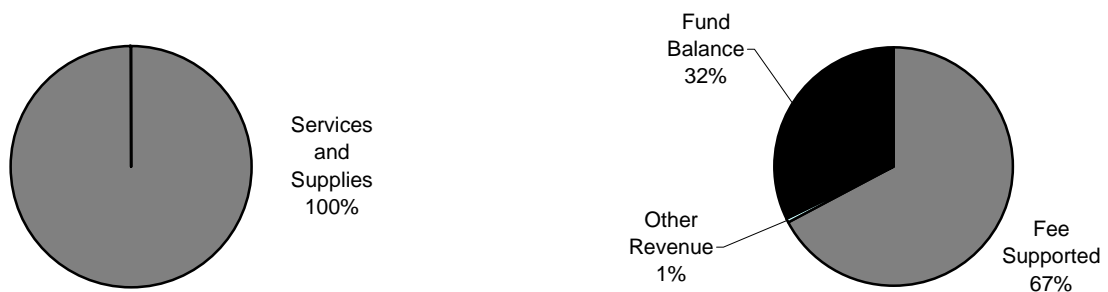 Services
and
Supplies
100%
Fund
Balance
32%
Other
Revenue
1%
Fee
Supported
67%